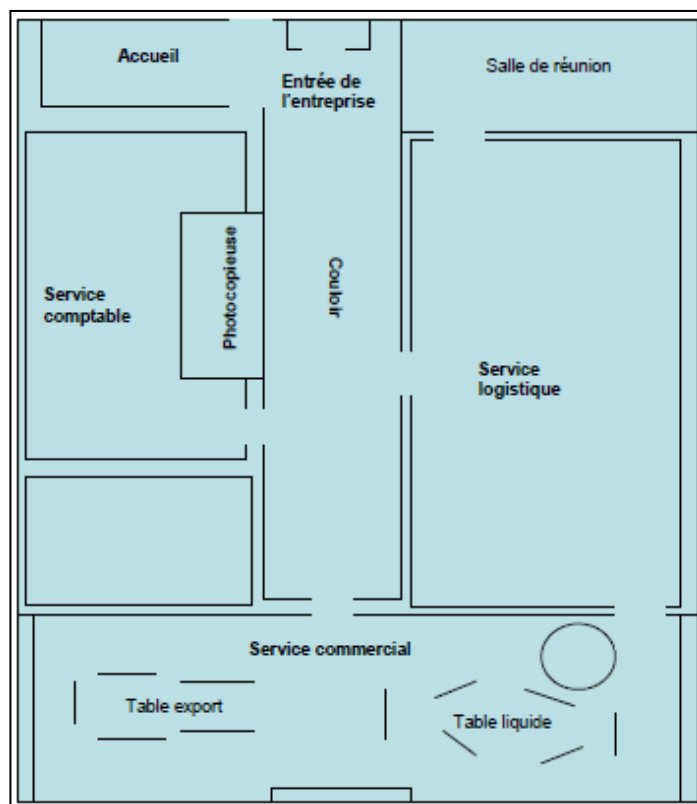 Accueil
Entrée de
l'entreprise
Salle de réunion
Photocopieuse
Couloir
Service
comptable
Service
logistique
Service commercial
Table export
Table liquide